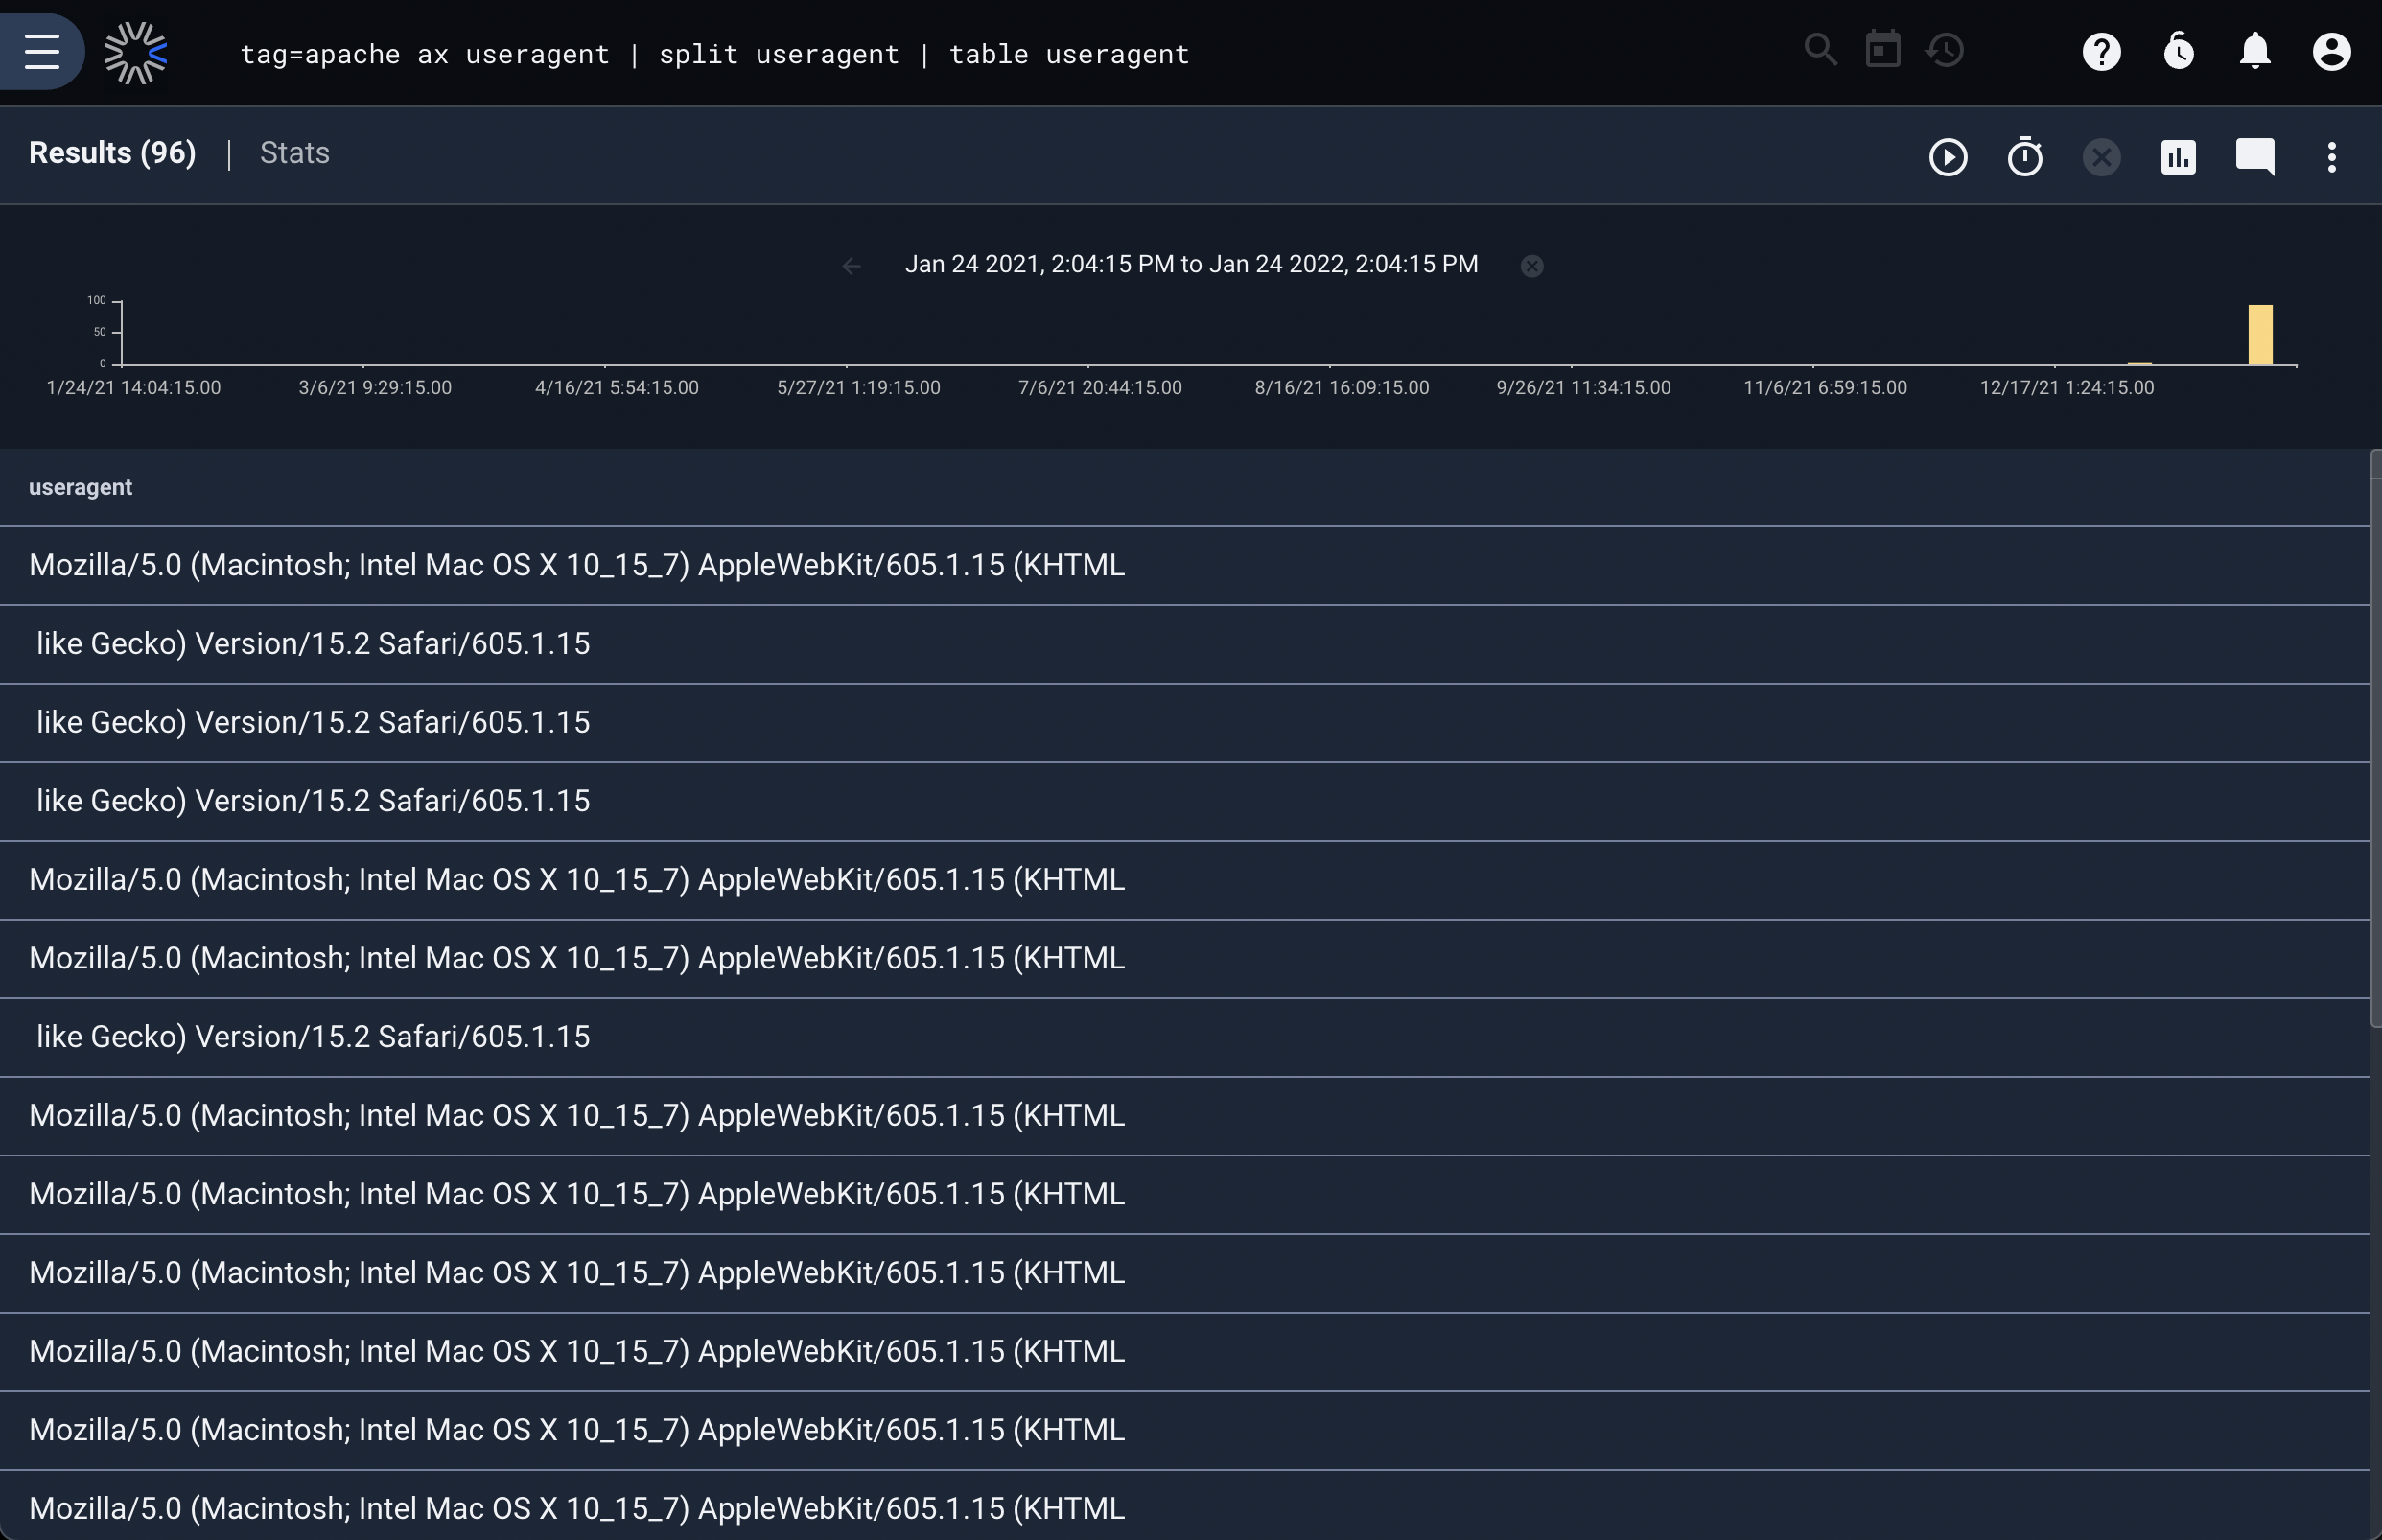 tag=apache ax useragent | split useragent | table useragent
Results (96) | Stats
Jan 24 2021, 2:04:15 PM to Jan 24 2022, 2:04:15 PM
100
50
0
1/24/21 14:04:15.00 3/6/21 9:29:15.00 4/16/21 5:54:15.00 5/27/21 1:19:15.00 7/6/21 20:44:15.00 8/16/21 16:09:15.00 9/26/21 11:34:15.00 11/6/21 6:59:15.00 12/17/21 1:24:15.00
useragent
Mozilla/5.0 (Macintosh; Intel Mac OS X 10_15_7) AppleWebKit/605.1.15 (KHTML
like Gecko) Version/15.2 Safari/605.1.15
like Gecko) Version/15.2 Safari/605.1.15
like Gecko) Version/15.2 Safari/605.1.15
Mozilla/5.0 (Macintosh; Intel Mac OS X 10_15_7) AppleWebKit/605.1.15 (KHTML
Mozilla/5.0 (Macintosh; Intel Mac OS X 10_15_7) AppleWebKit/605.1.15 (KHTML
like Gecko) Version/15.2 Safari/605.1.15
Mozilla/5.0 (Macintosh; Intel Mac OS X 10_15_7) AppleWebKit/605.1.15 (KHTML
Mozilla/5.0 (Macintosh; Intel Mac OS X 10_15_7) AppleWebKit/605.1.15 (KHTML
Mozilla/5.0 (Macintosh; Intel Mac OS X 10_15_7) AppleWebKit/605.1.15 (KHTML
Mozilla/5.0 (Macintosh; Intel Mac OS X 10_15_7) AppleWebKit/605.1.15 (KHTML
Mozilla/5.0 (Macintosh; Intel Mac OS X 10_15_7) AppleWebKit/605.1.15 (KHTML
Mozilla/5.0 (Macintosh; Intel Mac OS X 10_15_7) AppleWebKit/605.1.15 (KHTML